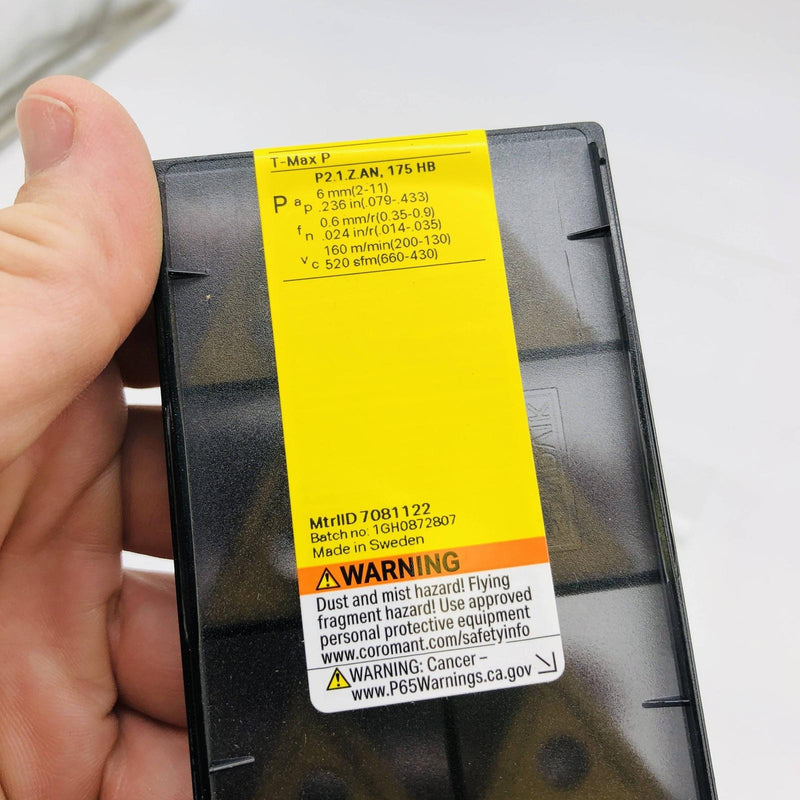 T-Max P
P2.1.Z.AN, 175 HB
P ap 6 mm(2-11)
.236 in(.079-.433)
fn 0.6 mm/r(0.35-0.9)
.024 in/r(.014-.035)
vc 160 m/min(200-130)
520 sfm(660-430)
MtrlID 7081122
Batch no: 1GH0872807
Made in Sweden
WARNING
Dust and mist hazard! Flying
fragment hazard! Use approved
personal protective equipment
www.coromant.com/safetyinfo
WARNING: Cancer –
www.P65Warnings.ca.gov